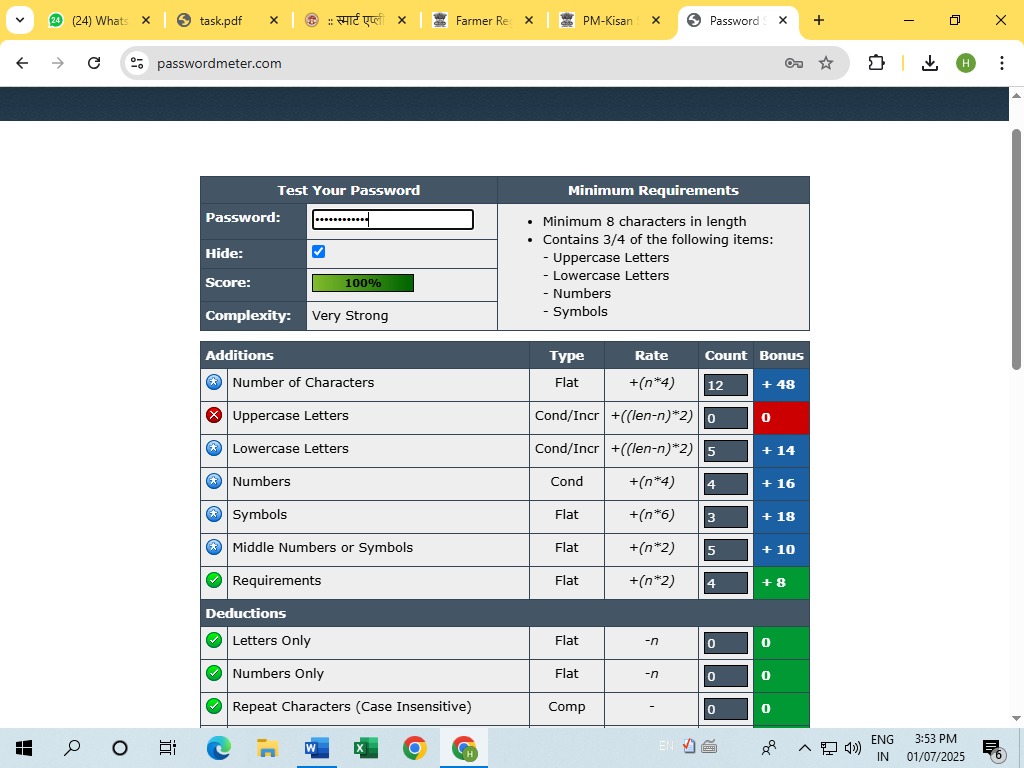 (24) Whats
task.pdf
:: स्मार्ट एप्ली
Farmer Re
PM-Kisan
Password S
passwordmeter.com
H
Test Your Password
Minimum Requirements
Password:
••••••••••••
Hide:
Score:
100%
Complexity:
Very Strong
• Minimum 8 characters in length
• Contains 3/4 of the following items:
- Uppercase Letters
- Lowercase Letters
- Numbers
- Symbols
Additions Type Rate Count Bonus
Number of Characters Flat +(n*4) 12 + 48
Uppercase Letters Cond/Incr +((len-n)*2) 0 0
Lowercase Letters Cond/Incr +((len-n)*2) 5 + 14
Numbers Cond +(n*4) 4 + 16
Symbols Flat +(n*6) 3 + 18
Middle Numbers or Symbols Flat +(n*2) 5 + 10
Requirements Flat +(n*2) 4 + 8
Deductions
Letters Only Flat -n 0 0
Numbers Only Flat -n 0 0
Repeat Characters (Case Insensitive) Comp - 0 0
EN
ENG
IN
3:53 PM
01/07/2025
6